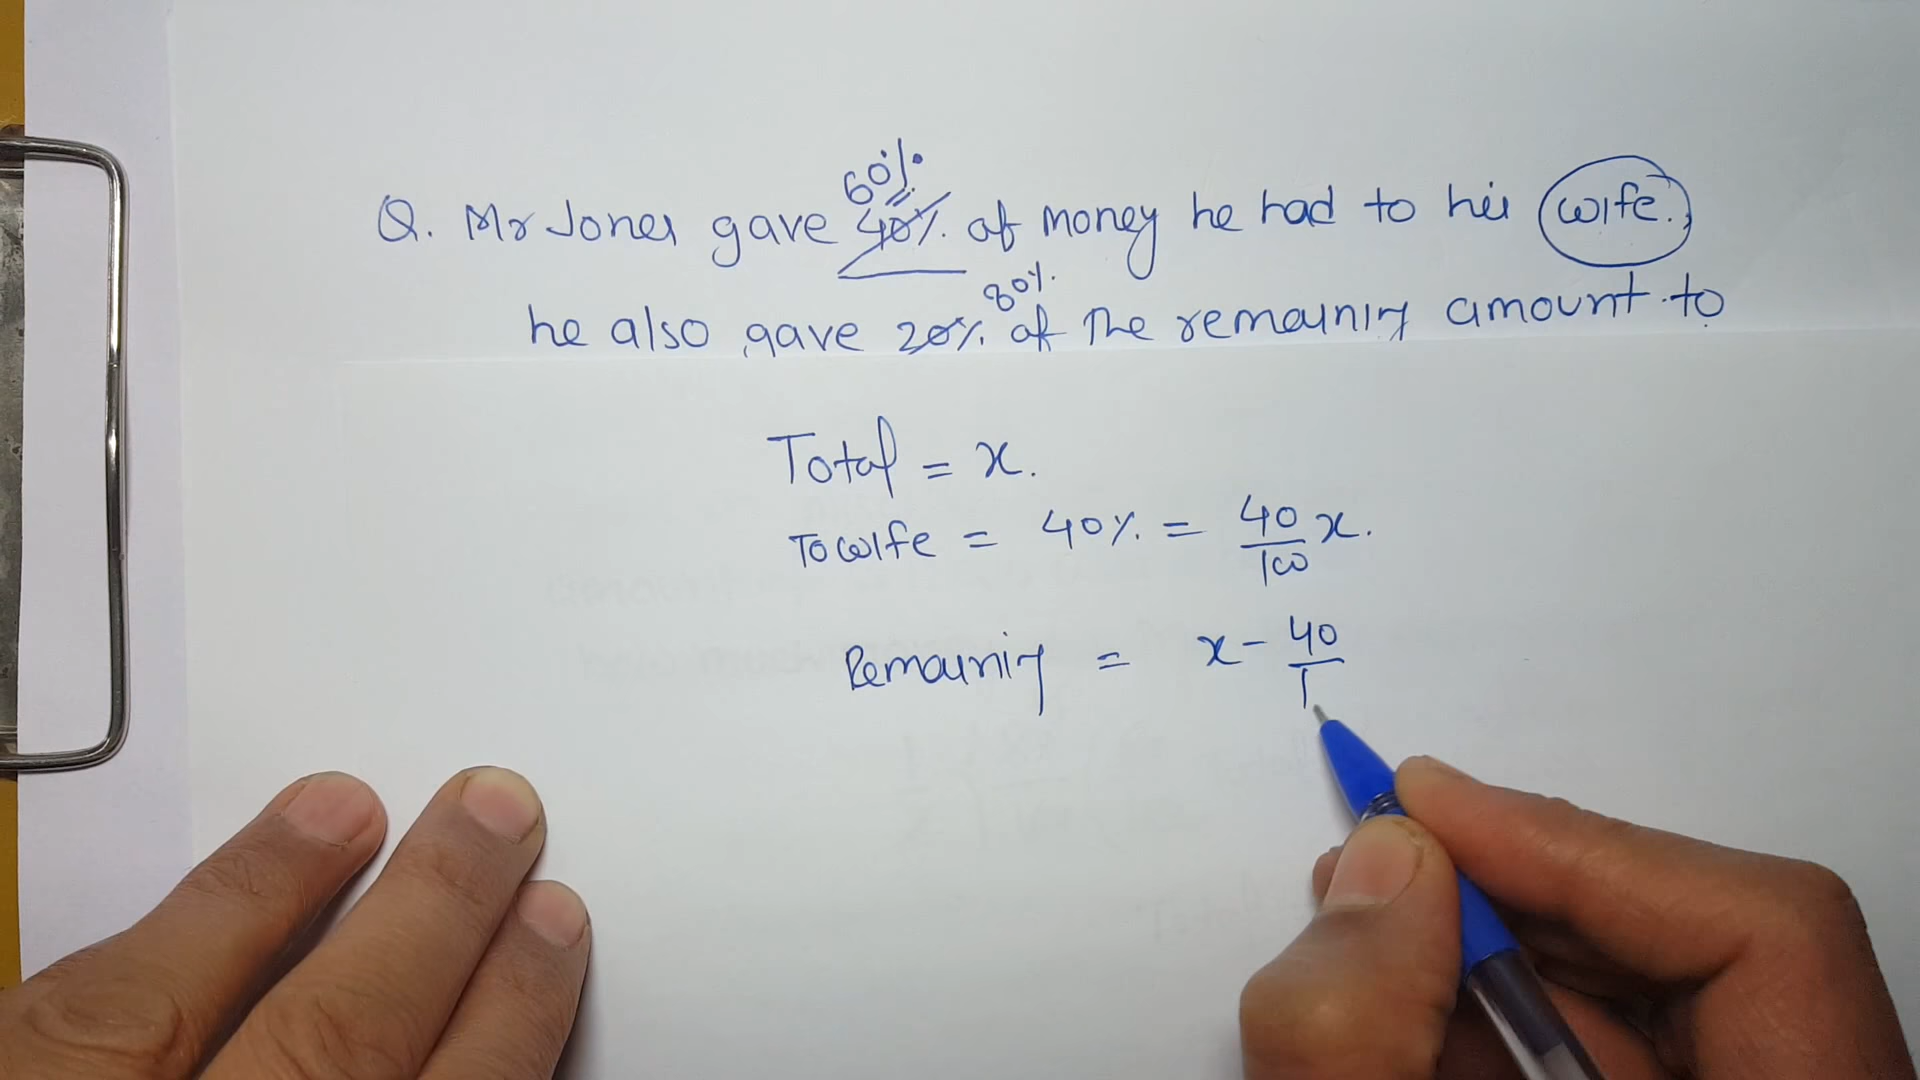 60%
Q. Mr Jones gave 40% of money he had to his wife.
80%
he also gave 20% of the remaining amount to
Total = x.
To wife = 40% = 40/100 x.
Remaining = x - 40/1